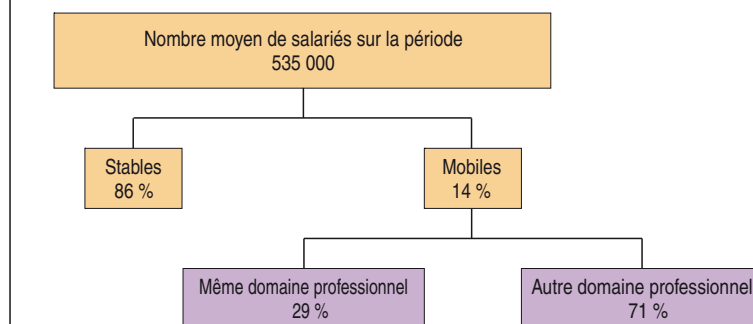 Nombre moyen de salariés sur la période
535 000
Stables
86 %
Mobiles
14 %
Même domaine professionnel
29 %
Autre domaine professionnel
71 %